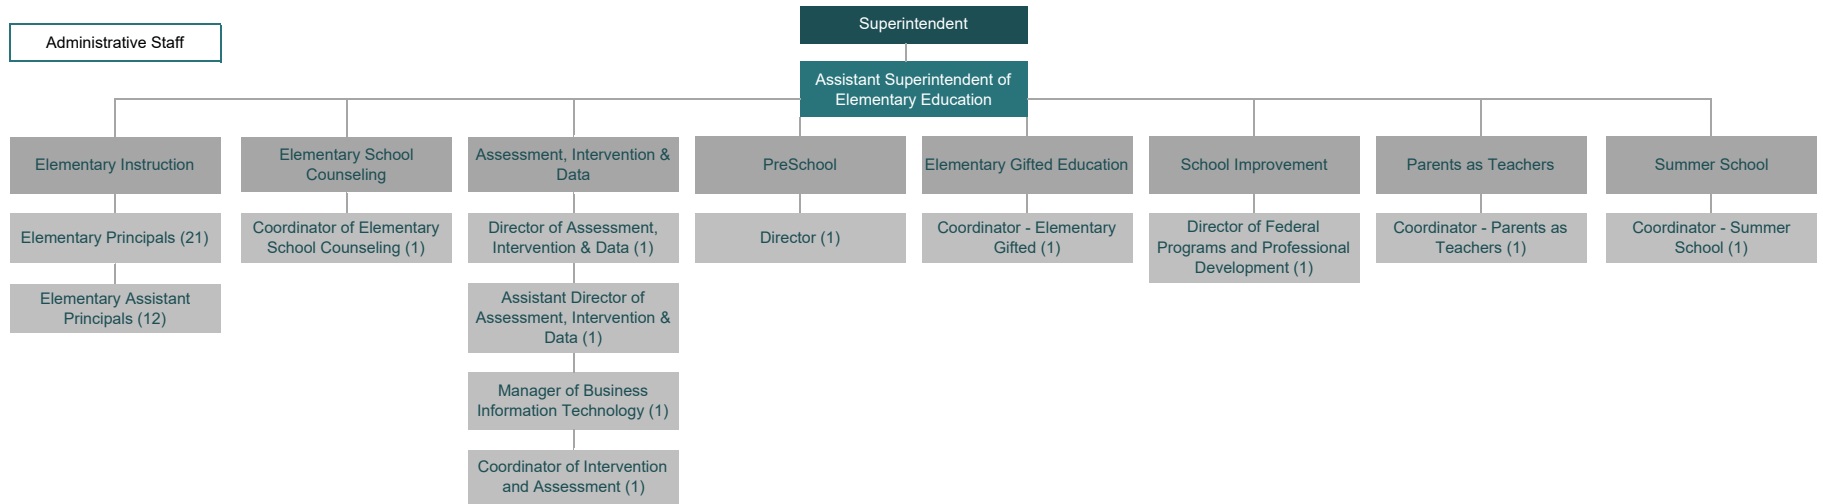 Administrative Staff
Superintendent
Assistant Superintendent of
Elementary Education
Elementary Instruction
Elementary School
Counseling
Assessment, Intervention &
Data
PreSchool
Elementary Gifted Education
School Improvement
Parents as Teachers
Summer School
Elementary Principals (21)
Coordinator of Elementary
School Counseling (1)
Director of Assessment,
Intervention & Data (1)
Director (1)
Coordinator - Elementary
Gifted (1)
Director of Federal
Programs and Professional
Development (1)
Coordinator - Parents as
Teachers (1)
Coordinator - Summer
School (1)
Elementary Assistant
Principals (12)
Assistant Director of
Assessment, Intervention &
Data (1)
Manager of Business
Information Technology (1)
Coordinator of Intervention
and Assessment (1)